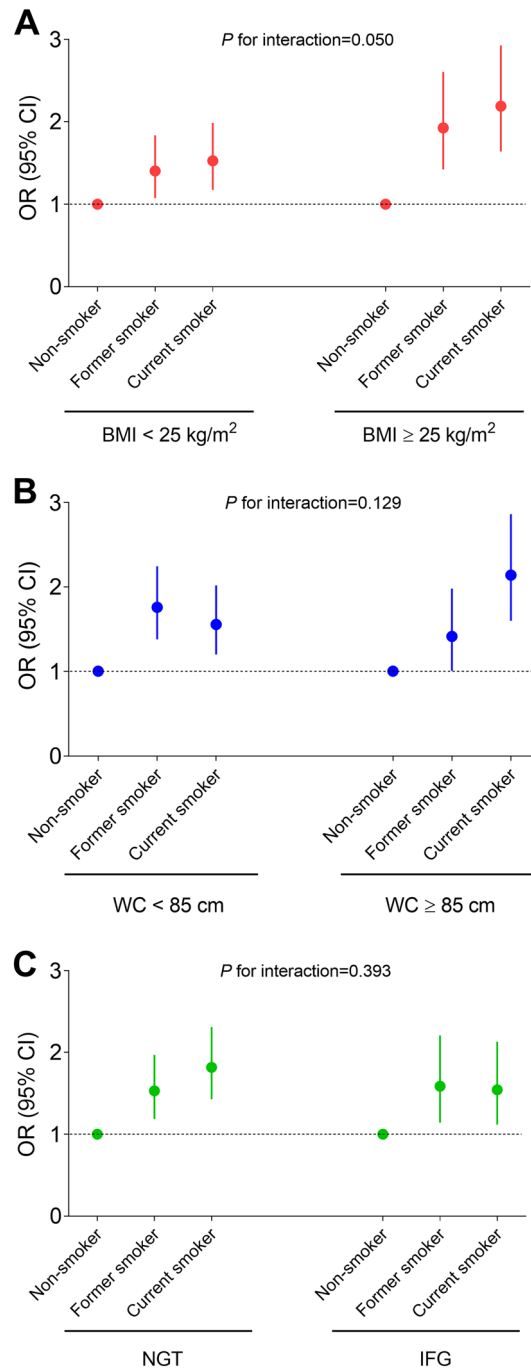 A
P for interaction=0.050
OR (95% CI)
3
2
1
0
Non-smoker
Former smoker
Current smoker
Non-smoker
Former smoker
Current smoker
BMI < 25 kg/m²
BMI ≥ 25 kg/m²
B
P for interaction=0.129
OR (95% CI)
3
2
1
0
Non-smoker
Former smoker
Current smoker
Non-smoker
Former smoker
Current smoker
WC < 85 cm
WC ≥ 85 cm
C
P for interaction=0.393
OR (95% CI)
3
2
1
0
Non-smoker
Former smoker
Current smoker
Non-smoker
Former smoker
Current smoker
NGT
IFG